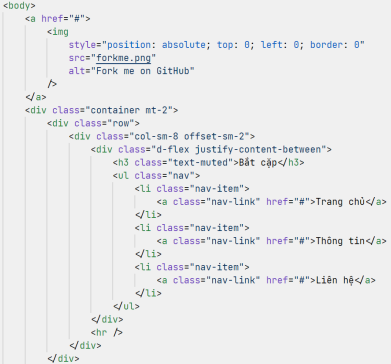 <body>
<a href="#">
<img
style="position: absolute; top: 0; left: 0; border: 0"
src="forkme.png"
alt="Fork me on GitHub"
/>
</a>
<div class="container mt-2">
<div class="row">
<div class="col-sm-8 offset-sm-2">
<div class="d-flex justify-content-between">
<h3 class="text-muted">Bắt cặp</h3>
<ul class="nav">
<li class="nav-item">
<a class="nav-link" href="#">Trang chủ</a>
</li>
<li class="nav-item">
<a class="nav-link" href="#">Thông tin</a>
</li>
<li class="nav-item">
<a class="nav-link" href="#">Liên hệ</a>
</li>
</ul>
</div>
<hr />
</div>
</div>